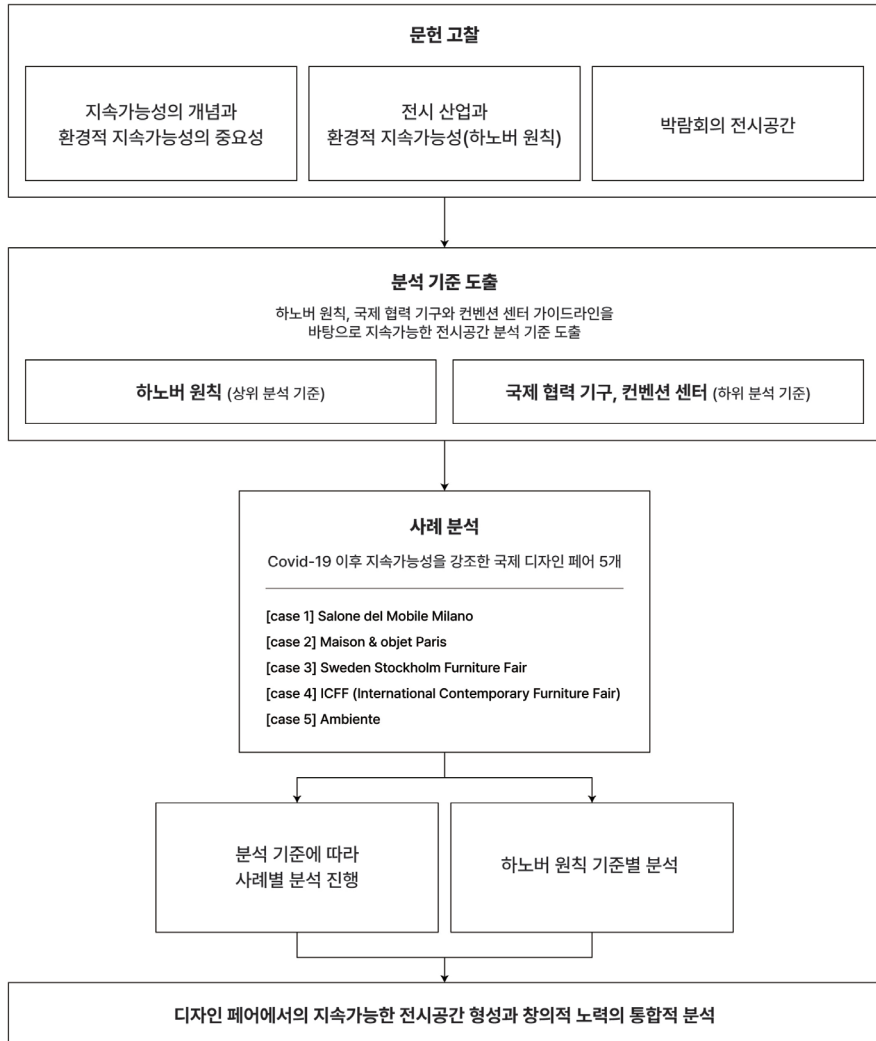 문헌 고찰
지속가능성의 개념과
환경적 지속가능성의 중요성
전시 산업과
환경적 지속가능성(하노버 원칙)
박람회의 전시공간
분석 기준 도출
하노버 원칙, 국제 협력 기구와 컨벤션 센터 가이드라인을
바탕으로 지속가능한 전시공간 분석 기준 도출
하노버 원칙 (상위 분석 기준)
국제 협력 기구, 컨벤션 센터 (하위 분석 기준)
사례 분석
Covid-19 이후 지속가능성을 강조한 국제 디자인 페어 5개
[case 1] Salone del Mobile Milano
[case 2] Maison & objet Paris
[case 3] Sweden Stockholm Furniture Fair
[case 4] ICFF (International Contemporary Furniture Fair)
[case 5] Ambiente
분석 기준에 따라
사례별 분석 진행
하노버 원칙 기준별 분석
디자인 페어에서의 지속가능한 전시공간 형성과 창의적 노력의 통합적 분석